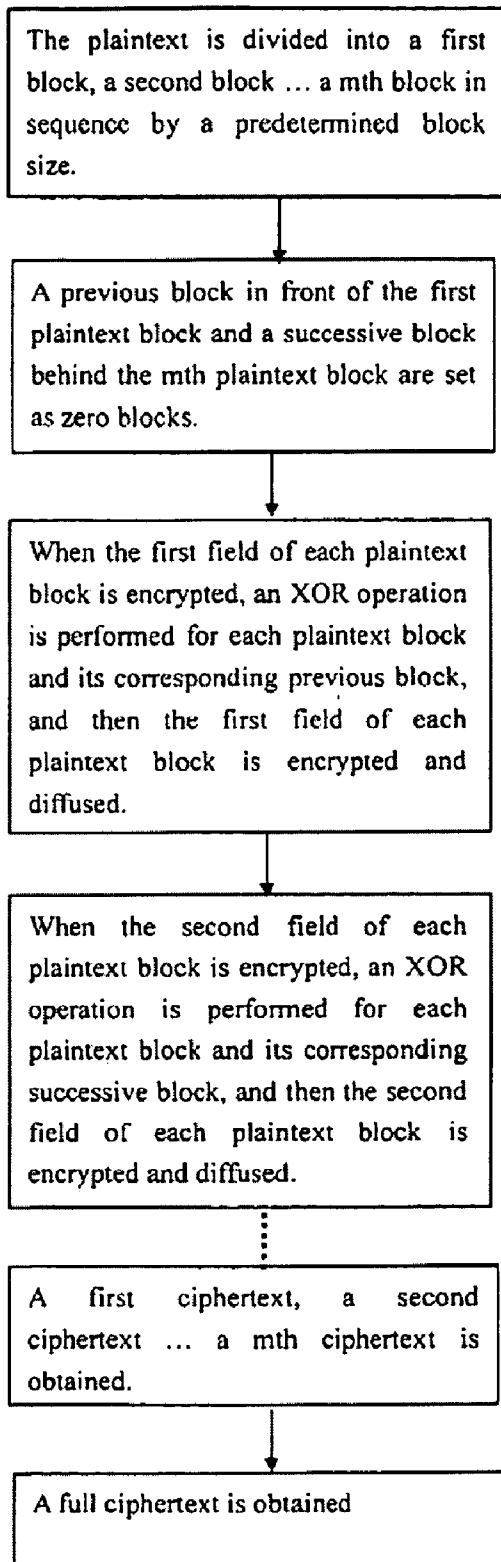 The plaintext is divided into a first
block, a second block ... a mth block in
sequence by a predetermined block
size.
A previous block in front of the first
plaintext block and a successive block
behind the mth plaintext block are set
as zero blocks.
When the first field of each plaintext
block is encrypted, an XOR operation
is performed for each plaintext block
and its corresponding previous block,
and then the first field of each
plaintext block is encrypted and
diffused.
When the second field of each
plaintext block is encrypted, an XOR
operation is performed for each
plaintext block and its corresponding
successive block, and then the second
field of each plaintext block is
encrypted and diffused.
A first ciphertext, a second
ciphertext ... a mth ciphertext is
obtained.
A full ciphertext is obtained